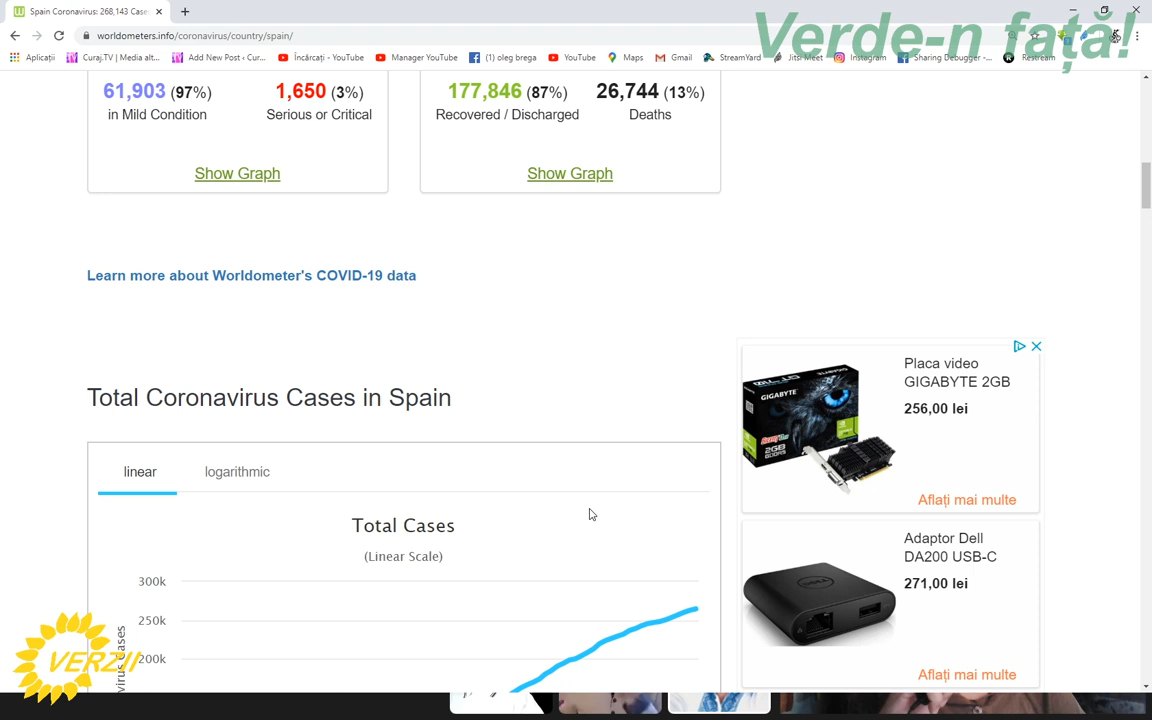 Spain Coronavirus: 268,143 Case
Verde-n față!
worldometers.info/coronavirus/country/spain/
Aplicații
Curaj.TV | Media alt...
Add New Post ‹ Cur...
Încărcați - YouTube
Manager YouTube
(1) oleg brega
YouTube
Maps
Gmail
StreamYard
Jitsi Meet
Instagram
Sharing Debugger -...
Restream
61,903 (97%)
in Mild Condition
1,650 (3%)
Serious or Critical
Show Graph
177,846 (87%)
Recovered / Discharged
26,744 (13%)
Deaths
Show Graph
Learn more about Worldometer's COVID-19 data
Total Coronavirus Cases in Spain
linear
logarithmic
Total Cases
(Linear Scale)
300k
250k
200k
Cases
Placa video
GIGABYTE 2GB
256,00 lei
Aflați mai multe
GIGABYTE
2GB
Adaptor Dell
DA200 USB-C
271,00 lei
Aflați mai multe
VERZII